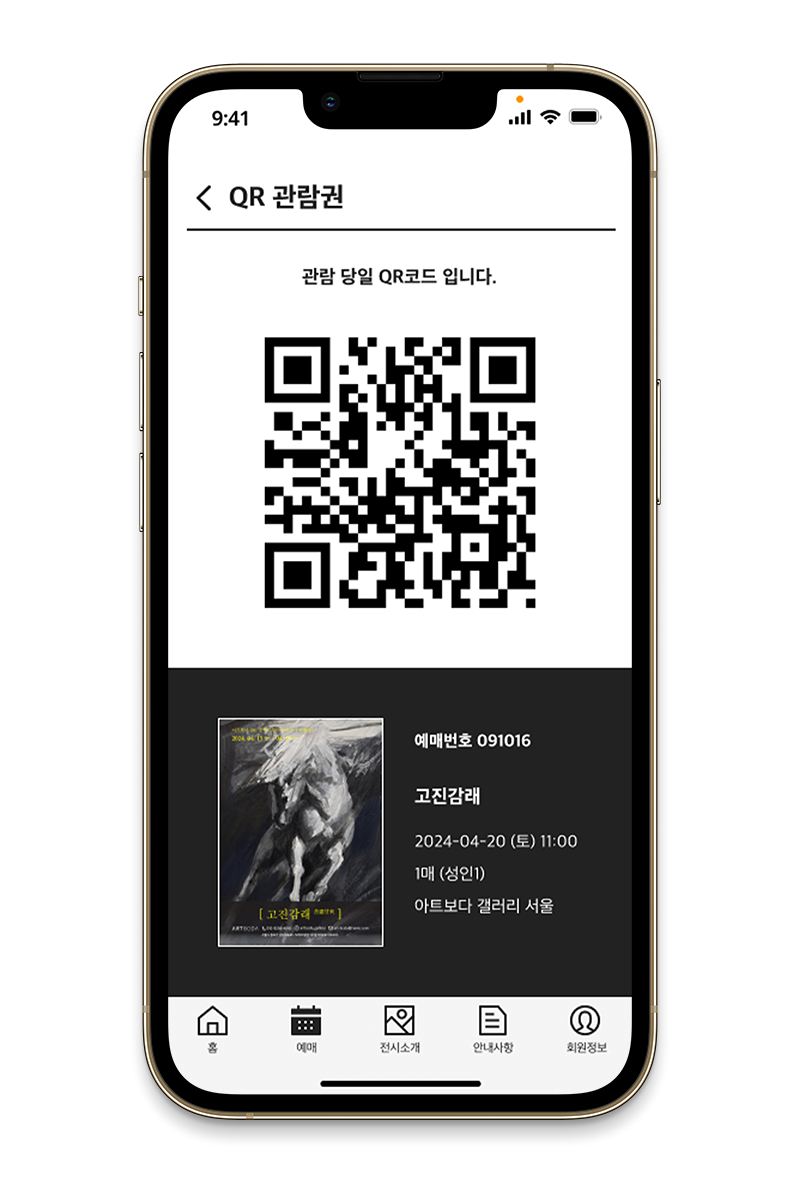 9:41
QR 관람권
관람 당일 QR코드 입니다.
예매번호 091016
고진감래
2024-04-20 (토) 11:00
1매 (성인1)
아트보다 갤러리 서울
[ 고진감래 ]
ARTBODA
홈
예매
전시소개
안내사항
회원정보